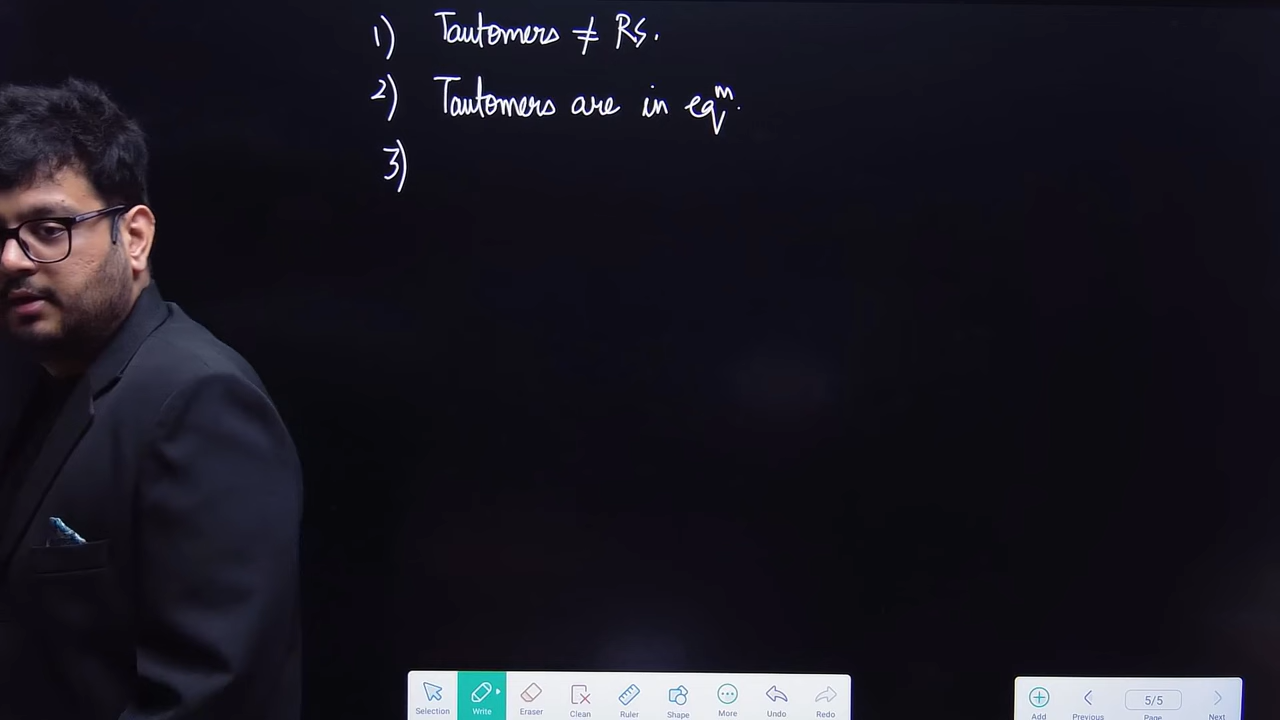 1) Tautomers ≠ RS.
2) Tautomers are in eqᵐ.
3)
Selection Write Eraser Clean Ruler Shape More Undo Redo
5/5
Add Previous Page Next